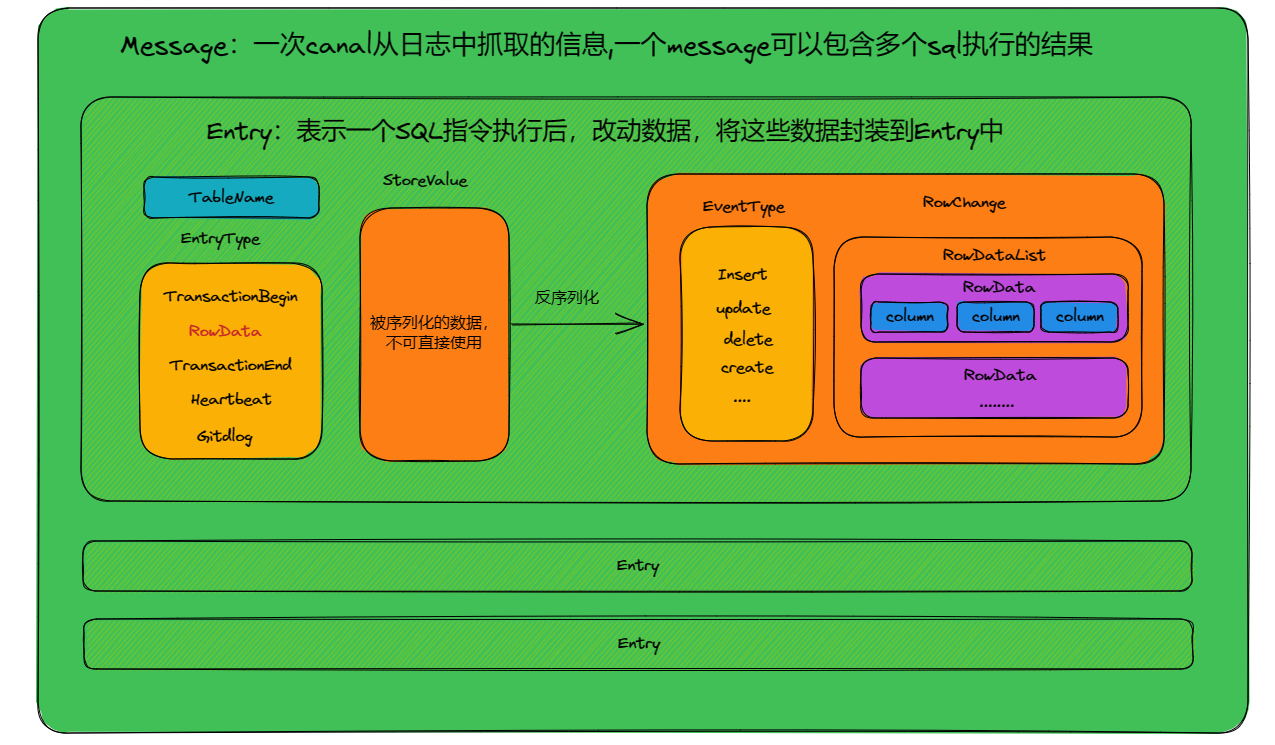 Message：一次canal从日志中抓取的信息,一个message可以包含多个sql执行的结果
Entry：表示一个SQL指令执行后，改动数据，将这些数据封装到Entry中
TableName
EntryType
TransactionBegin
RowData
TransactionEnd
Heartbeat
Gitdlog
StoreValue
被序列化的数据，
不可直接使用
反序列化
EventType
Insert
update
delete
create
....
RowChange
RowDataList
RowData
column
column
column
RowData
........
Entry
Entry